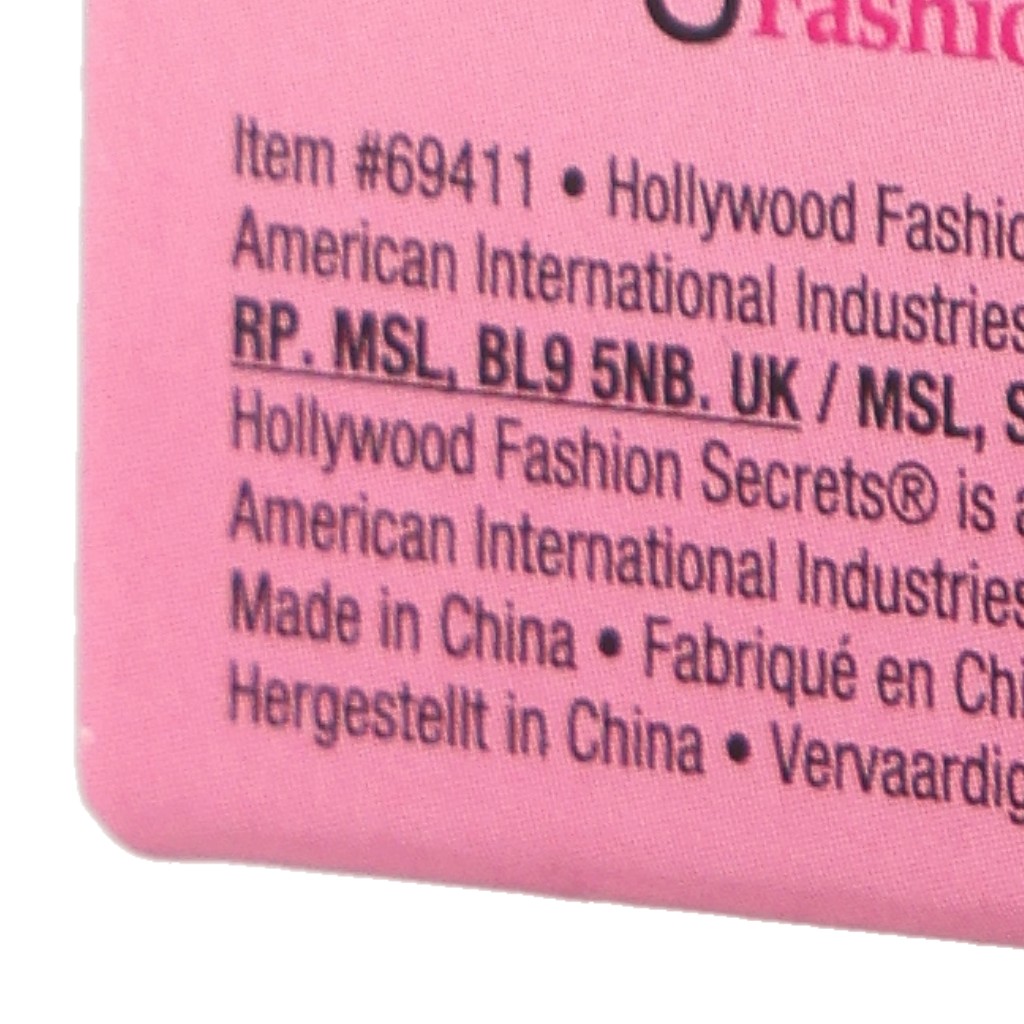 Fashio
Item #69411 • Hollywood Fashio
American International Industries
RP. MSL, BL9 5NB. UK / MSL, S
Hollywood Fashion Secrets® is a
American International Industries
Made in China • Fabriqué en Chi
Hergestellt in China • Vervaardig